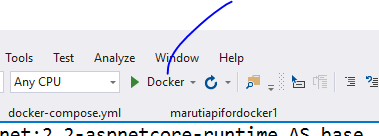 Tools Test Analyze Window Help
Any CPU Docker
docker-compose.yml marutiapifordocker1
net:2.2-aspnetcore-runtime AS base